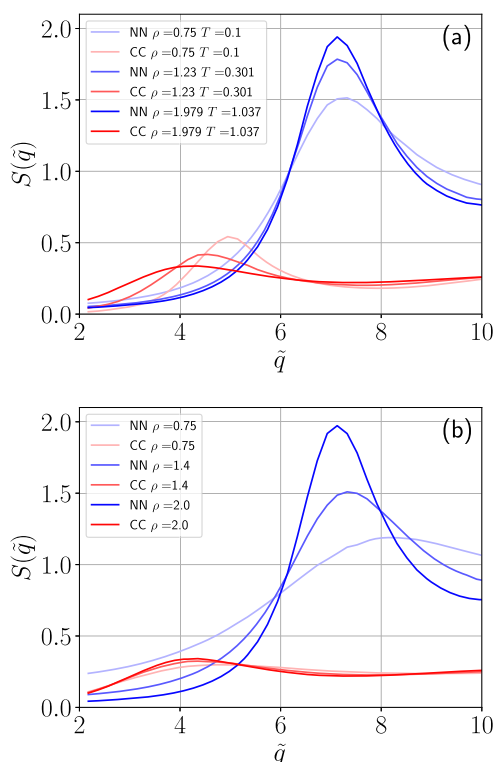 (a)
NN ρ=0.75 T=0.1
CC ρ=0.75 T=0.1
NN ρ=1.23 T=0.301
CC ρ=1.23 T=0.301
NN ρ=1.979 T=1.037
CC ρ=1.979 T=1.037
2.0
1.5
1.0
0.5
0.0
S(q̃)
2 4 6 8 10
q̃
(b)
NN ρ=0.75
CC ρ=0.75
NN ρ=1.4
CC ρ=1.4
NN ρ=2.0
CC ρ=2.0
2.0
1.5
1.0
0.5
0.0
S(q̃)
2 4 6 8 10
q̃